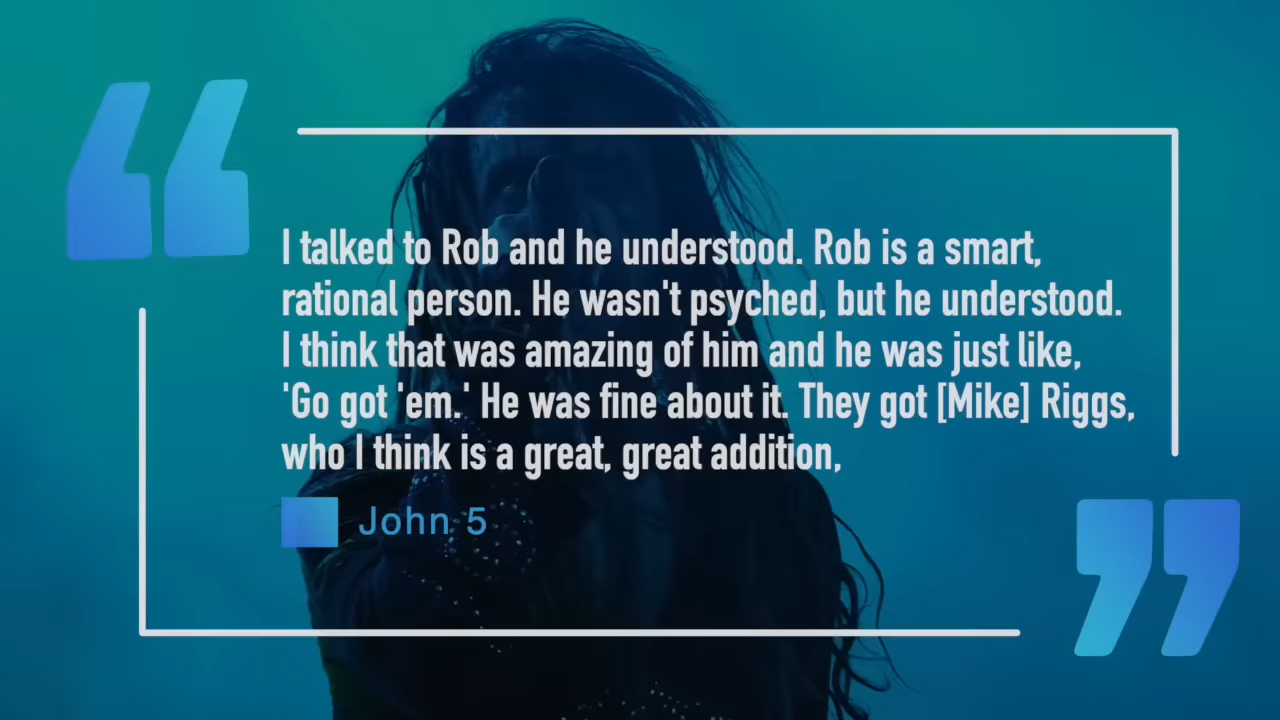 I talked to Rob and he understood. Rob is a smart,
rational person. He wasn't psyched, but he understood.
I think that was amazing of him and he was just like,
'Go got 'em.' He was fine about it. They got [Mike] Riggs,
who I think is a great, great addition,
John 5